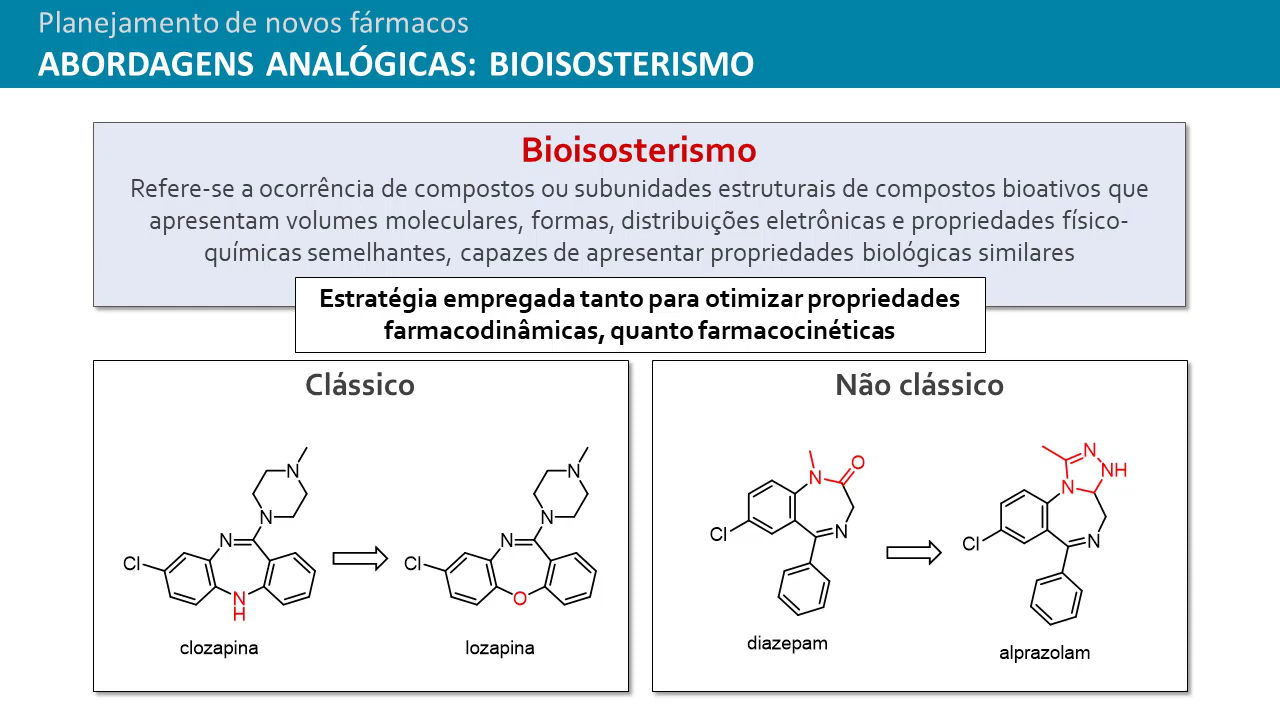 Planejamento de novos fármacos
ABORDAGENS ANALÓGICAS: BIOISOSTERISMO
Bioisosterismo
Refere-se a ocorrência de compostos ou subunidades estruturais de compostos bioativos que
apresentam volumes moleculares, formas, distribuições eletrônicas e propriedades físico-
químicas semelhantes, capazes de apresentar propriedades biológicas similares
Estratégia empregada tanto para otimizar propriedades
farmacodinâmicas, quanto farmacocinéticas
Clássico
N
N
N
Cl
N
H
clozapina
N
N
N
Cl
O
lozapina
Não clássico
N
O
Cl
N
diazepam
N
NH
N
Cl
N
alprazolam